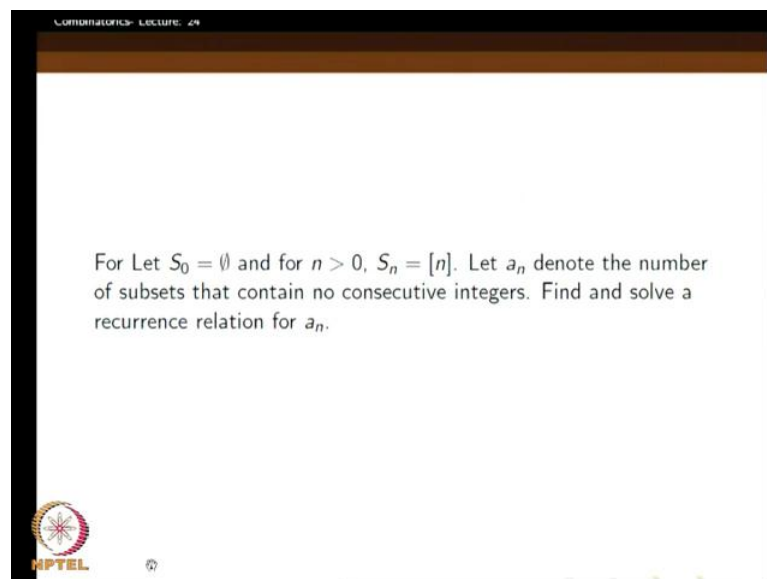 Combinatorics- Lecture: 24
For Let S₀ = ∅ and for n > 0, Sₙ = [n]. Let aₙ denote the number
of subsets that contain no consecutive integers. Find and solve a
recurrence relation for aₙ.
NPTEL